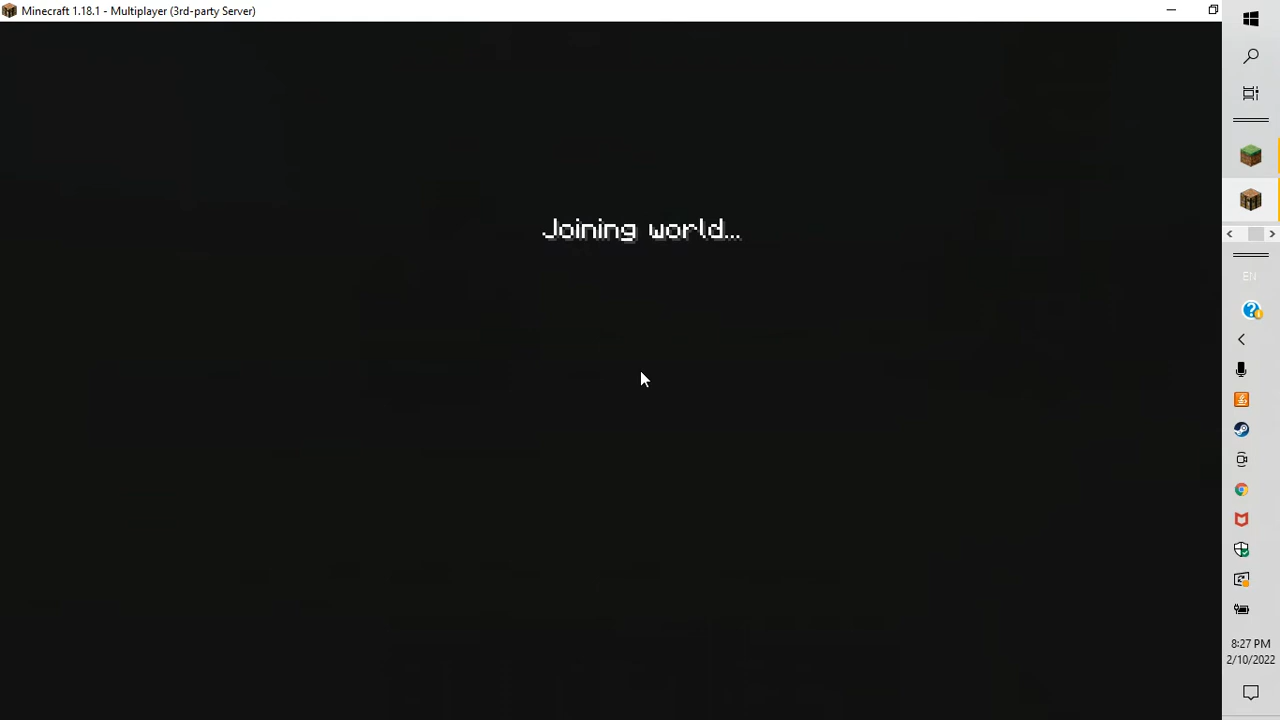 Minecraft 1.18.1 - Multiplayer (3rd-party Server)
Joining world...
EN
8:27 PM
2/10/2022